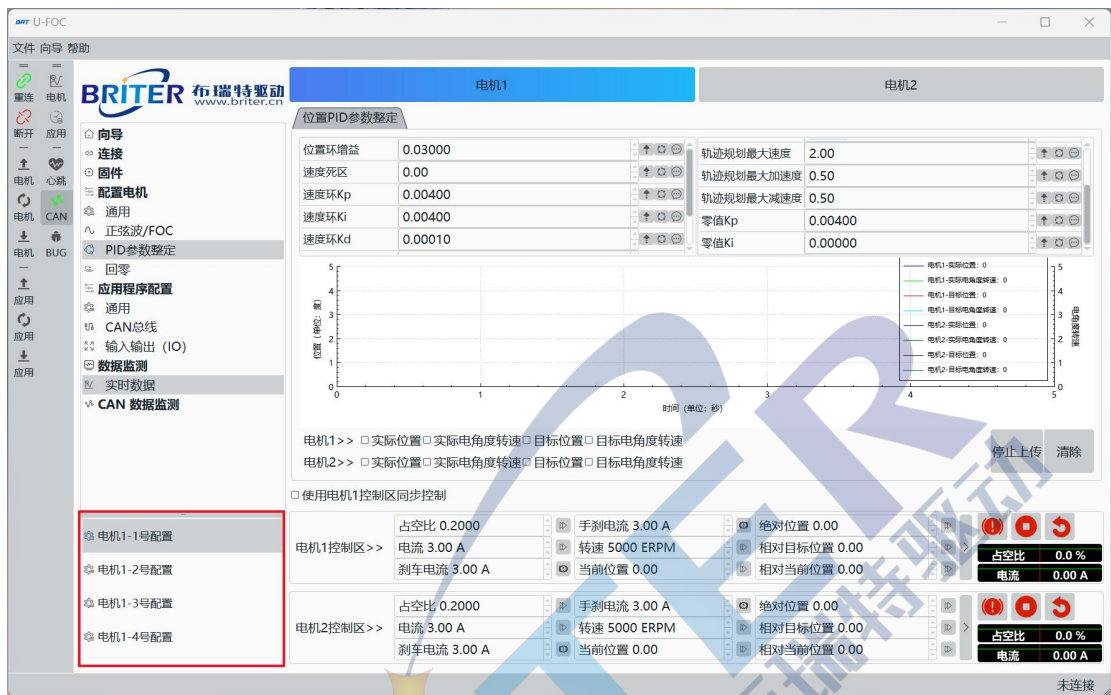 BRT U-FOC
文件 向导 帮助
重连 电机
断开 应用
电机 心跳
电机 CAN
电机 BUG
应用
应用
应用
BRITER 布瑞特驱动
www.briter.cn
向导
连接
固件
配置电机
通用
正弦波/FOC
PID参数整定
回零
应用程序配置
通用
CAN总线
输入输出（IO）
数据监测
实时数据
CAN 数据监测
电机1-1号配置
电机1-2号配置
电机1-3号配置
电机1-4号配置
电机1 电机2
位置PID参数整定
位置环增益 0.03000
速度死区 0.00
速度环Kp 0.00400
速度环Ki 0.00400
速度环Kd 0.00010
轨迹规划最大速度 2.00
轨迹规划最大加速度 0.50
轨迹规划最大减速度 0.50
零值Kp 0.00400
零值Ki 0.00000
位置（单位：度）
5
4
3
2
1
0
0 1 2 3 4 5
时间（单位：秒）
电机1-实际位置：0
电机1-实际电角度转速：0
电机1-目标位置：0
电机1-目标电角度转速：0
电机2-实际位置：0
电机2-实际电角度转速：0
电机2-目标位置：0
电机2-目标电角度转速：0
5
4
3
2
1
0
电角度转速
电机1>> 实际位置 实际电角度转速 目标位置 目标电角度转速
电机2>> 实际位置 实际电角度转速 目标位置 目标电角度转速
停止上传 清除
使用电机1控制区同步控制
电机1控制区>>
占空比 0.2000 手刹电流 3.00 A 绝对位置 0.00
电流 3.00 A 转速 5000 ERPM 相对目标位置 0.00
刹车电流 3.00 A 当前位置 0.00 相对当前位置 0.00
占空比 0.0 %
电流 0.00 A
电机2控制区>>
占空比 0.2000 手刹电流 3.00 A 绝对位置 0.00
电流 3.00 A 转速 5000 ERPM 相对目标位置 0.00
刹车电流 3.00 A 当前位置 0.00 相对当前位置 0.00
占空比 0.0 %
电流 0.00 A
未连接